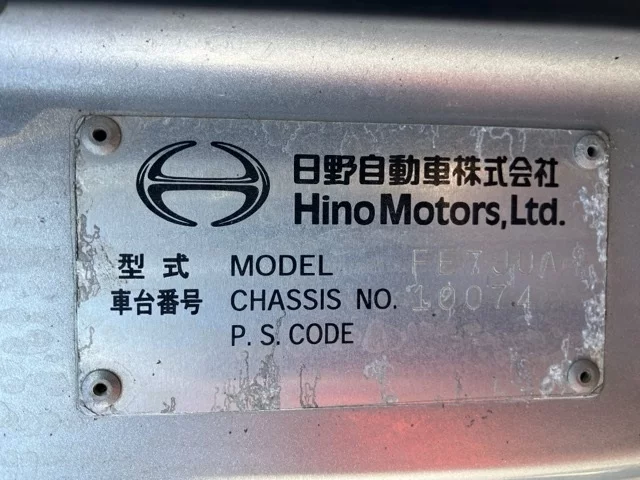 日野自動車株式会社
Hino Motors, Ltd.
型式 MODEL FE7JUA
車台番号 CHASSIS NO. 10074
P.S. CODE